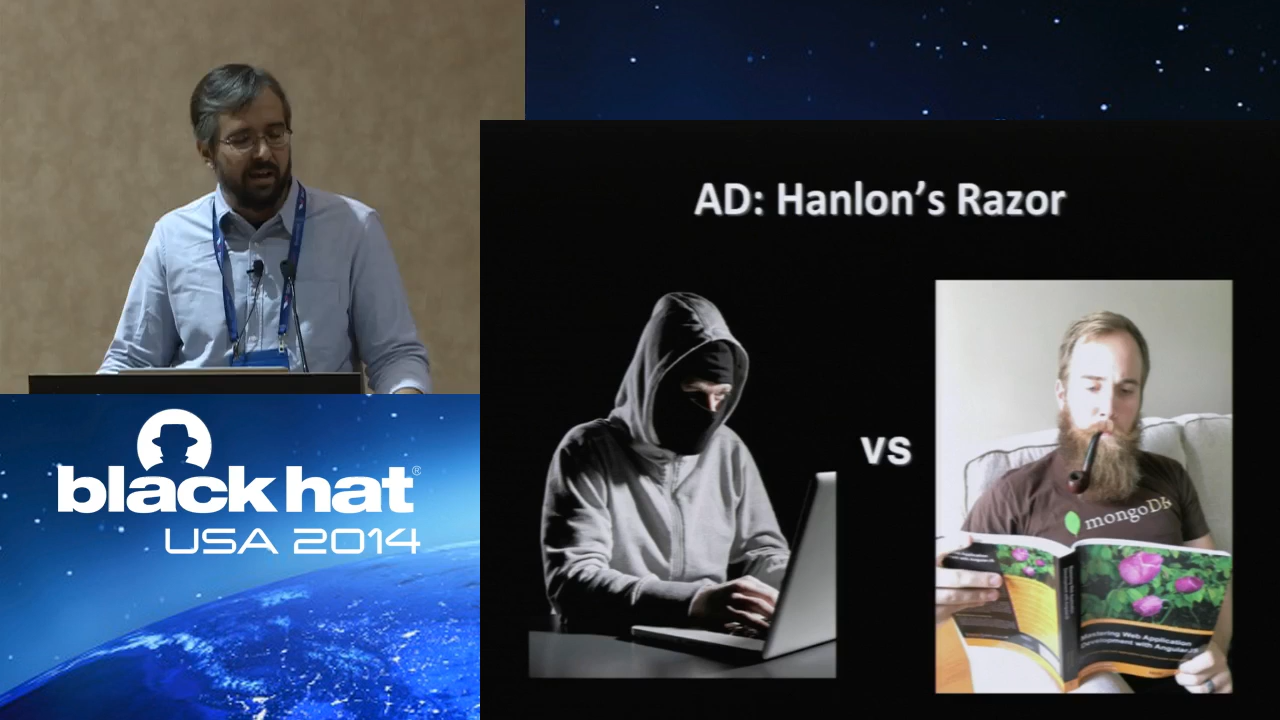 AD: Hanlon's Razor
vs
mongoDB
Mastering Web Application
Development with AngularJS
black hat®
USA 2014